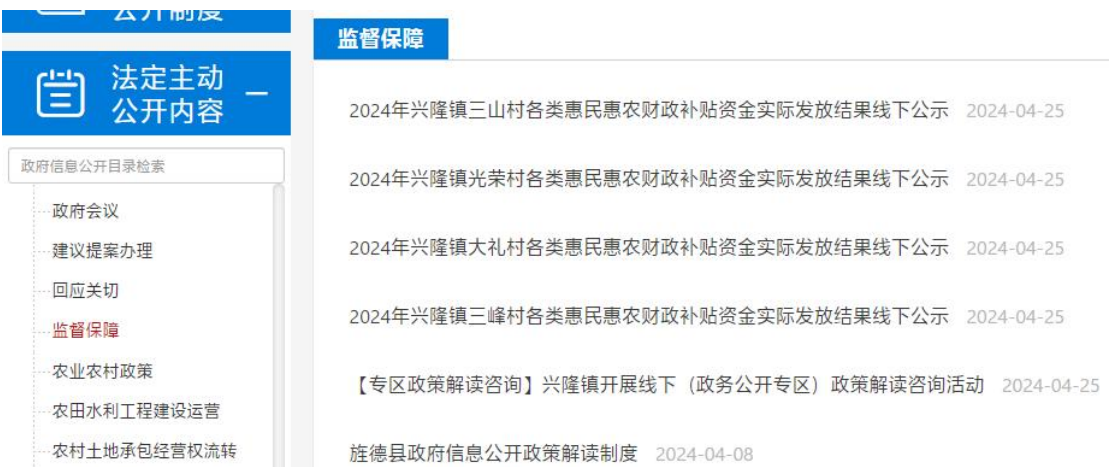 公开制度
法定主动
公开内容
政府信息公开目录检索
政府会议
建议提案办理
回应关切
监督保障
农业农村政策
农田水利工程建设运营
农村土地承包经营权流转
监督保障
2024年兴隆镇三山村各类惠民惠农财政补贴资金实际发放结果线下公示 2024-04-25
2024年兴隆镇光荣村各类惠民惠农财政补贴资金实际发放结果线下公示 2024-04-25
2024年兴隆镇大礼村各类惠民惠农财政补贴资金实际发放结果线下公示 2024-04-25
2024年兴隆镇三峰村各类惠民惠农财政补贴资金实际发放结果线下公示 2024-04-25
【专区政策解读咨询】兴隆镇开展线下（政务公开专区）政策解读咨询活动 2024-04-25
旌德县政府信息公开政策解读制度 2024-04-08